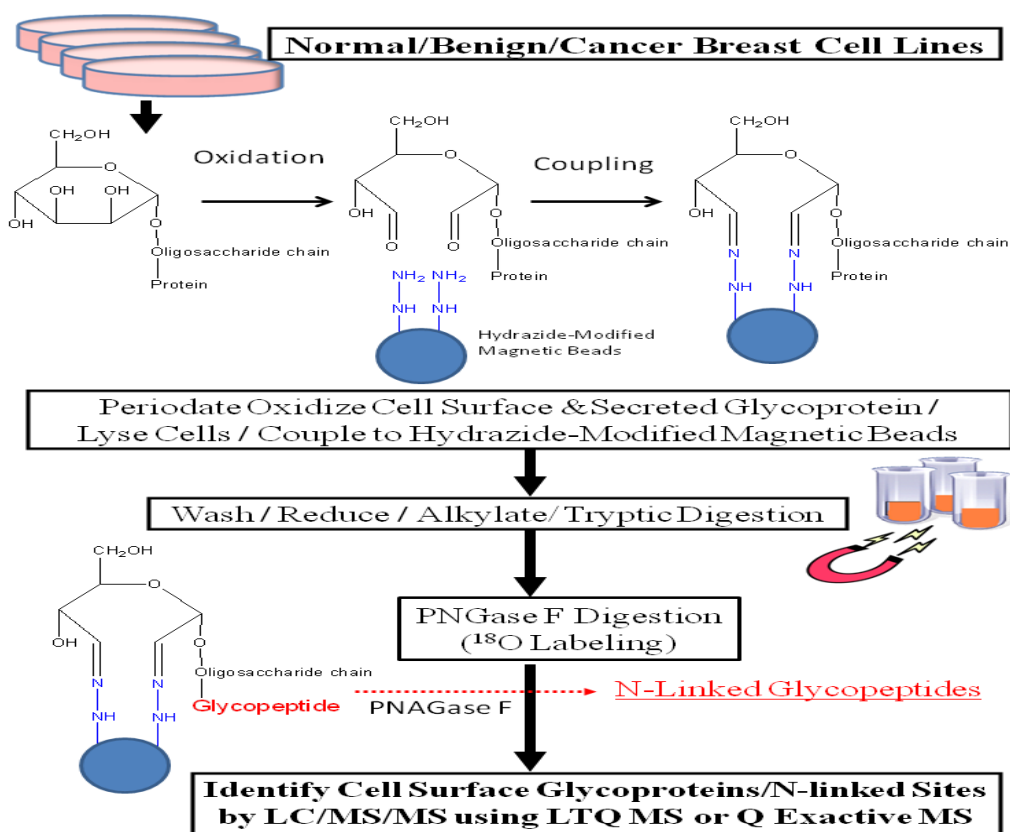 Normal/Benign/Cancer Breast Cell Lines
CH2OH
O
OH
OH
OH
OH
O
Oligosaccharide chain
Protein
Oxidation
CH2OH
O
OH
O
O
O
Oligosaccharide chain
Protein
NH2
NH2
NH
NH
Hydrazide-Modified
Magnetic Beads
Coupling
CH2OH
O
OH
O
Oligosaccharide chain
Protein
N
N
NH
NH
Periodate Oxidize Cell Surface & Secreted Glycoprotein /
Lyse Cells / Couple to Hydrazide-Modified Magnetic Beads
Wash / Reduce / Alkylate/ Tryptic Digestion
PNGase F Digestion
(¹⁸O Labeling)
CH2OH
O
OH
O
Oligosaccharide chain
Glycopeptide
N
N
NH
NH
PNAGase F
N-Linked Glycopeptides
Identify Cell Surface Glycoproteins/N-linked Sites
by LC/MS/MS using LTQ MS or Q Exactive MS